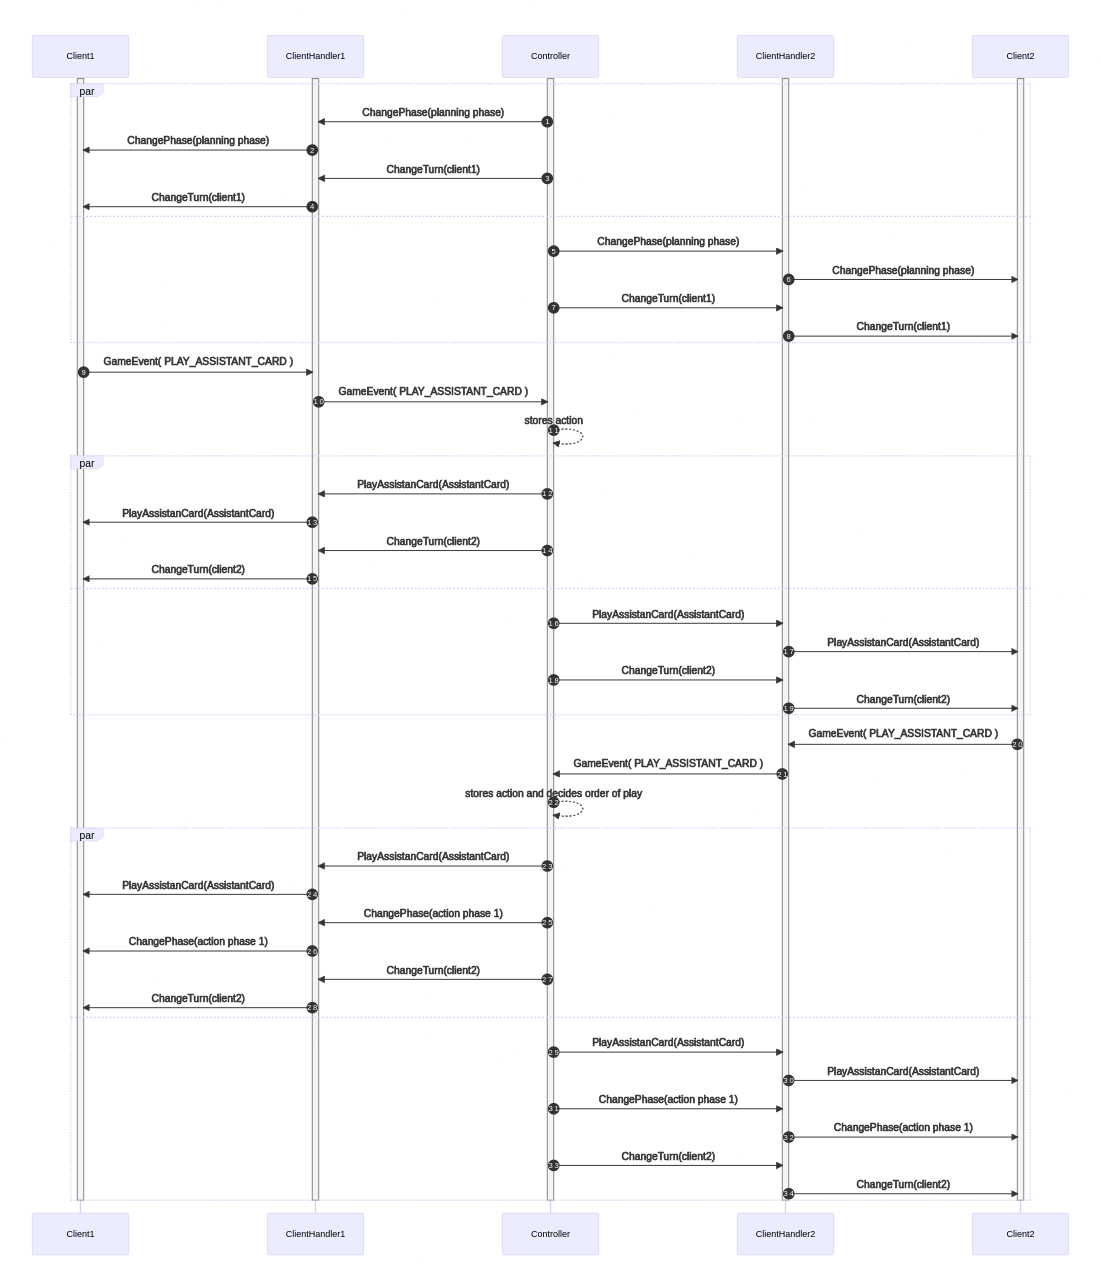 Client1
ClientHandler1
Controller
ClientHandler2
Client2
par
ChangePhase(planning phase)
1
ChangePhase(planning phase)
2
ChangeTurn(client1)
3
ChangeTurn(client1)
4
ChangePhase(planning phase)
5
ChangePhase(planning phase)
6
ChangeTurn(client1)
7
ChangeTurn(client1)
8
GameEvent( PLAY_ASSISTANT_CARD )
9
GameEvent( PLAY_ASSISTANT_CARD )
10
stores action
11
par
PlayAssistanCard(AssistantCard)
12
PlayAssistanCard(AssistantCard)
13
ChangeTurn(client2)
14
ChangeTurn(client2)
15
PlayAssistanCard(AssistantCard)
16
PlayAssistanCard(AssistantCard)
17
ChangeTurn(client2)
18
ChangeTurn(client2)
19
GameEvent( PLAY_ASSISTANT_CARD )
20
GameEvent( PLAY_ASSISTANT_CARD )
21
stores action and decides order of play
22
par
PlayAssistanCard(AssistantCard)
23
PlayAssistanCard(AssistantCard)
24
ChangePhase(action phase 1)
25
ChangePhase(action phase 1)
26
ChangeTurn(client2)
27
ChangeTurn(client2)
28
PlayAssistanCard(AssistantCard)
29
PlayAssistanCard(AssistantCard)
30
ChangePhase(action phase 1)
31
ChangePhase(action phase 1)
32
ChangeTurn(client2)
33
ChangeTurn(client2)
34
Client1
ClientHandler1
Controller
ClientHandler2
Client2